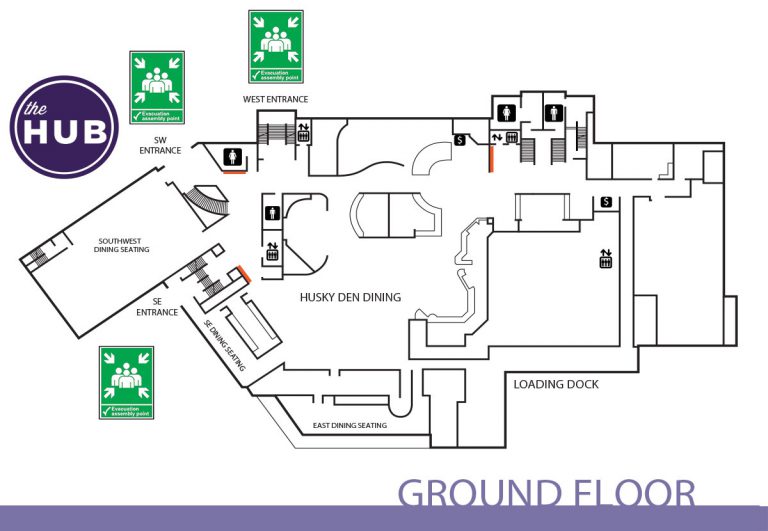 the
HUB
Evacuation
assembly point
Evacuation
assembly point
WEST ENTRANCE
SW
ENTRANCE
$
$
SOUTHWEST
DINING SEATING
HUSKY DEN DINING
SE
ENTRANCE
SE DINING SEATING
Evacuation
assembly point
LOADING DOCK
EAST DINING SEATING
GROUND FLOOR